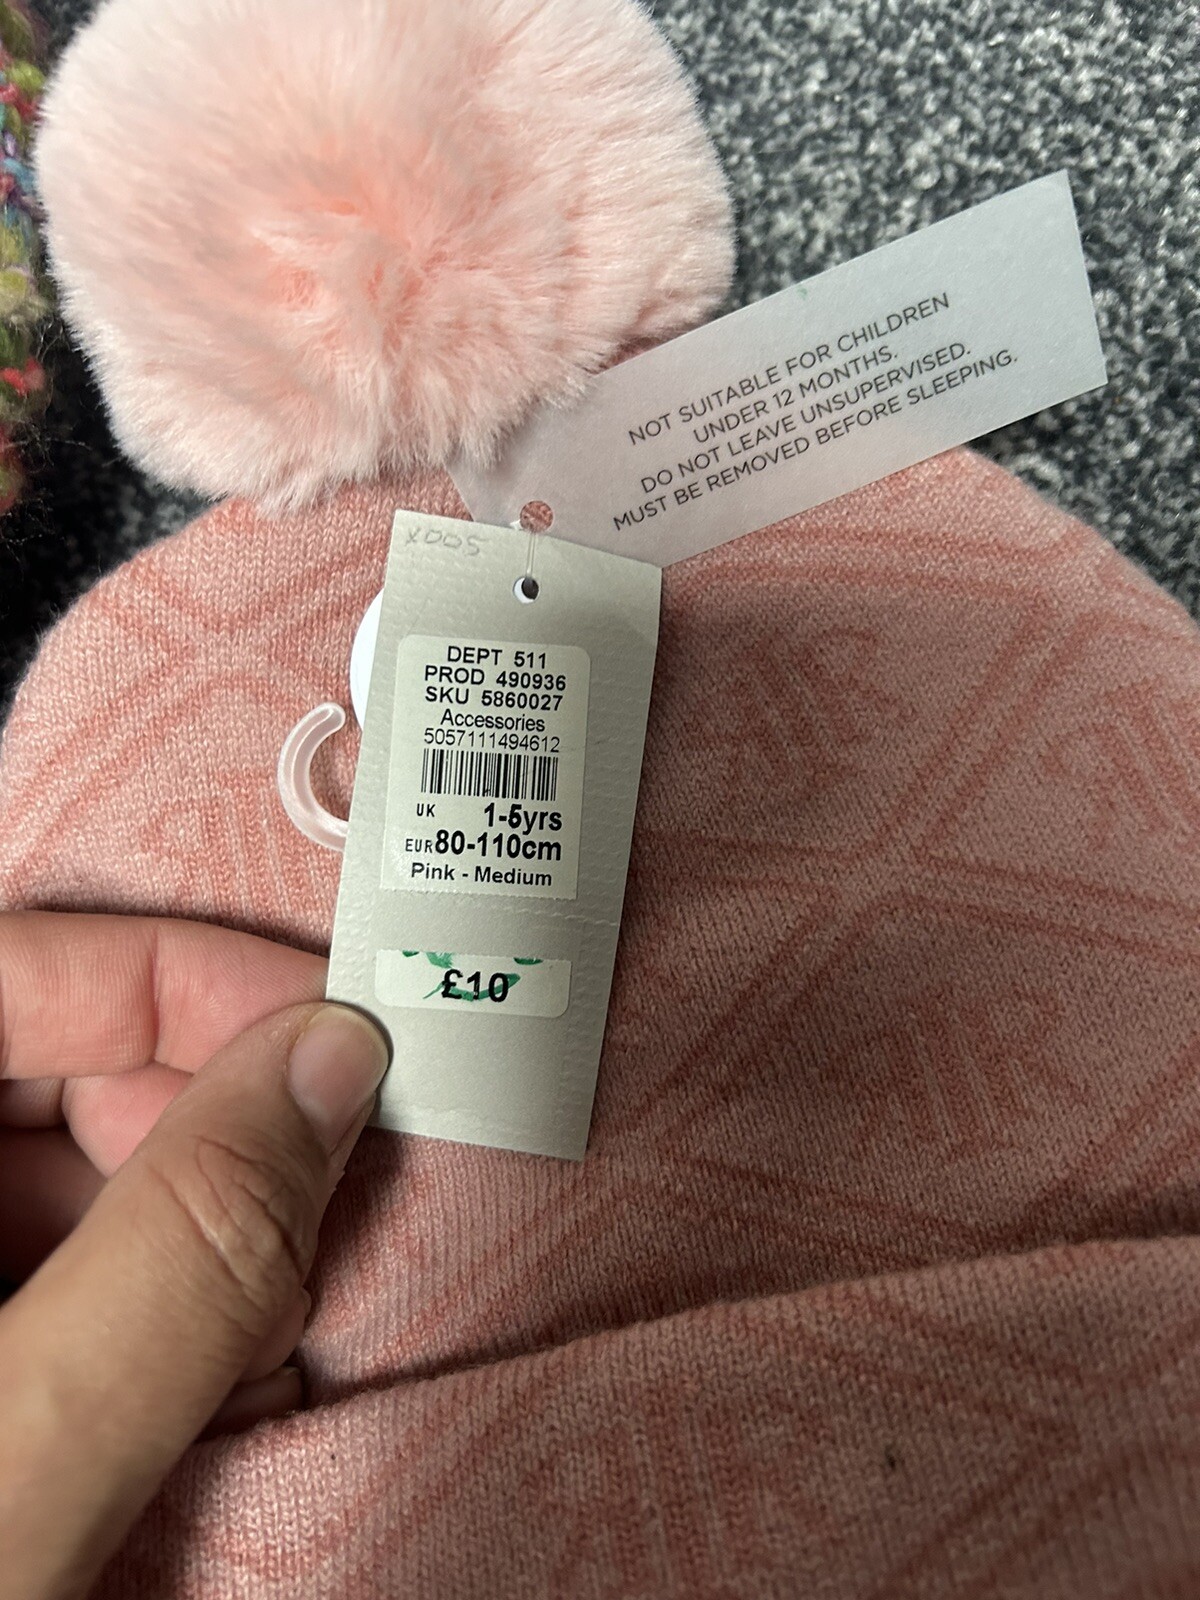 NOT SUITABLE FOR CHILDREN
UNDER 12 MONTHS.
DO NOT LEAVE UNSUPERVISED.
MUST BE REMOVED BEFORE SLEEPING.
X005
DEPT 511
PROD 490936
SKU 5860027
Accessories
5057111494612
UK 1-5yrs
EUR 80-110cm
Pink - Medium
£10